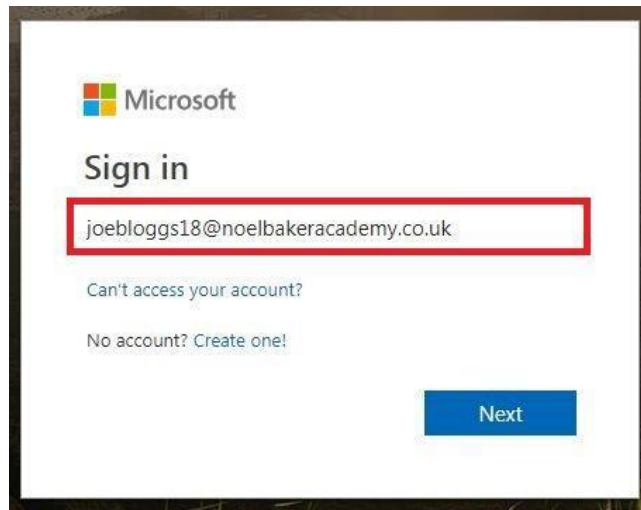 Microsoft
Sign in
joebloggs18@noelbakeracademy.co.uk
Can't access your account?
No account? Create one!
Next